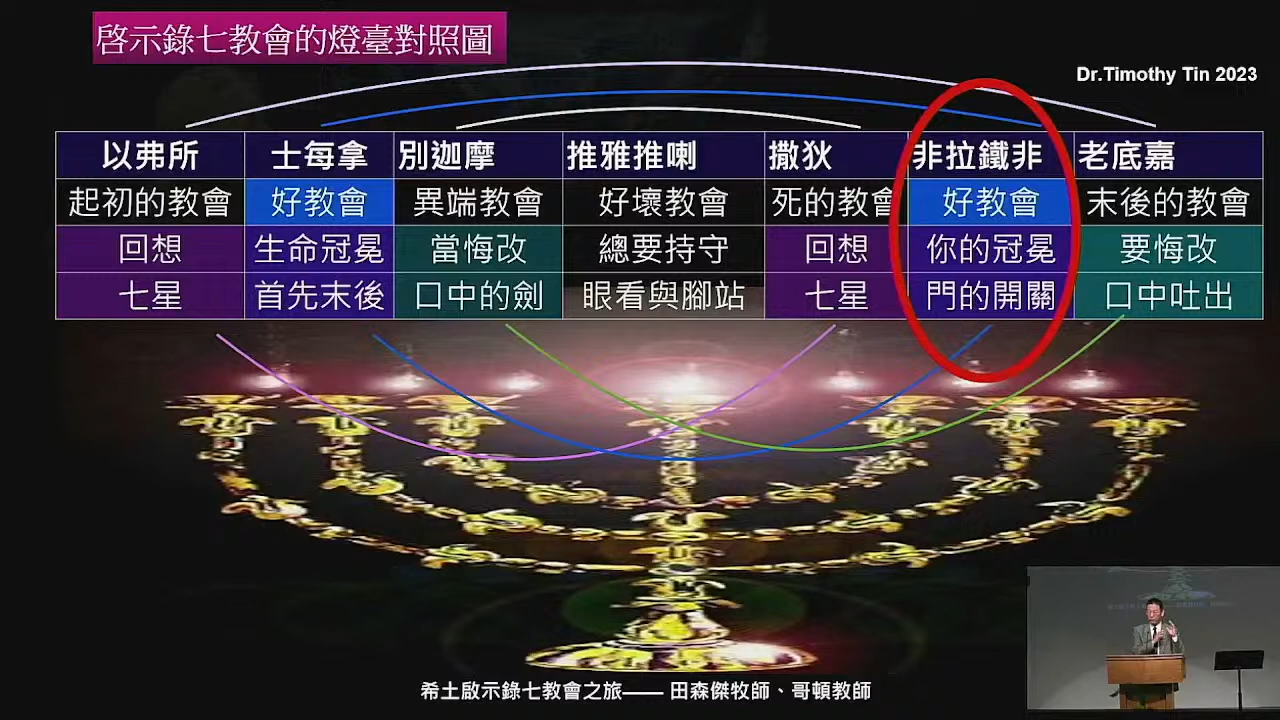 啓示錄七教會的燈臺對照圖
Dr.Timothy Tin 2023
以弗所 士每拿 別迦摩 推雅推喇 撒狄 非拉鐵非 老底嘉
起初的教會 好教會 異端教會 好壞教會 死的教會 好教會 末後的教會
回想 生命冠冕 當悔改 總要持守 回想 你的冠冕 要悔改
七星 首先末後 口中的劍 眼看與腳站 七星 門的開關 口中吐出
希土啟示錄七教會之旅—— 田森傑牧師、哥頓教師